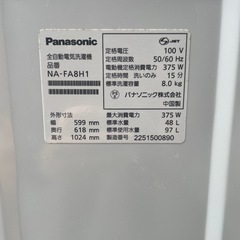 Panasonic
全自動電気洗濯機
品番
NA-FA8H1
JET
定格電圧 100 V
定格周波数 50/60 Hz
電動機定格消費電力 375 W
定格時間 洗いのみ 15 分
標準洗濯容量 8.0 kg
パナソニック株式会社
中国製
外形寸法
幅 599 mm
奥行 618 mm
高さ 1024 mm
最大消費電力 375 W
標準水量 48 L
標準使用水量 97 L
製造番号 2251500890